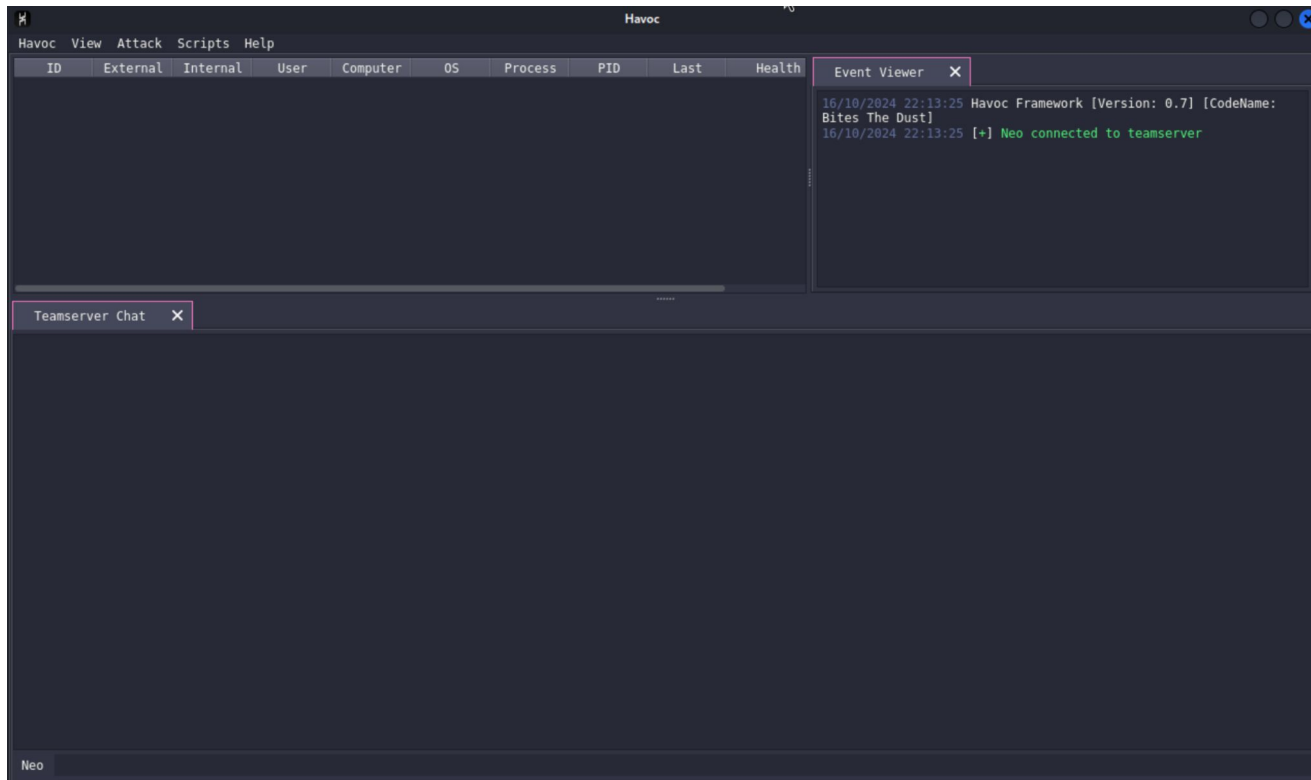 Havoc
Havoc View Attack Scripts Help
ID External Internal User Computer OS Process PID Last Health
Event Viewer
16/10/2024 22:13:25 Havoc Framework [Version: 0.7] [CodeName:
Bites The Dust]
16/10/2024 22:13:25 [+] Neo connected to teamserver
Teamserver Chat
Neo